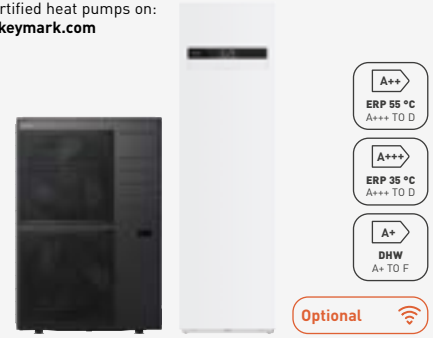 rtified heat pumps on:
keymark.com
A++
ERP 55 °C
A+++ TO D
A+++
ERP 35 °C
A+++ TO D
A+
DHW
A+ TO F
Optional